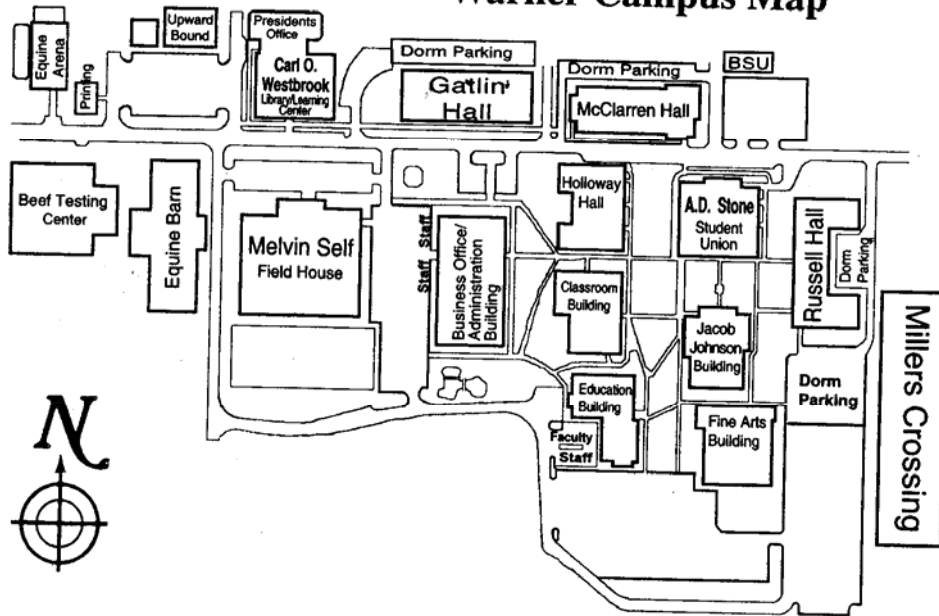 Warner Campus Map
Upward
Bound
Presidents
Office
Carl O.
Westbrook
Library/Learning
Center
Equine
Arena
Printing
Dorm Parking
Gatlin
Hall
Dorm Parking
McClarren Hall
BSU
Beef Testing
Center
Equine Barn
Melvin Self
Field House
Staff
Staff
Business Office/
Administration
Building
Holloway
Hall
A.D. Stone
Student
Union
Russell Hall
Dorm
Parking
Classroom
Building
Jacob
Johnson
Building
Education
Building
Faculty
Staff
Fine Arts
Building
Dorm
Parking
Millers Crossing
N